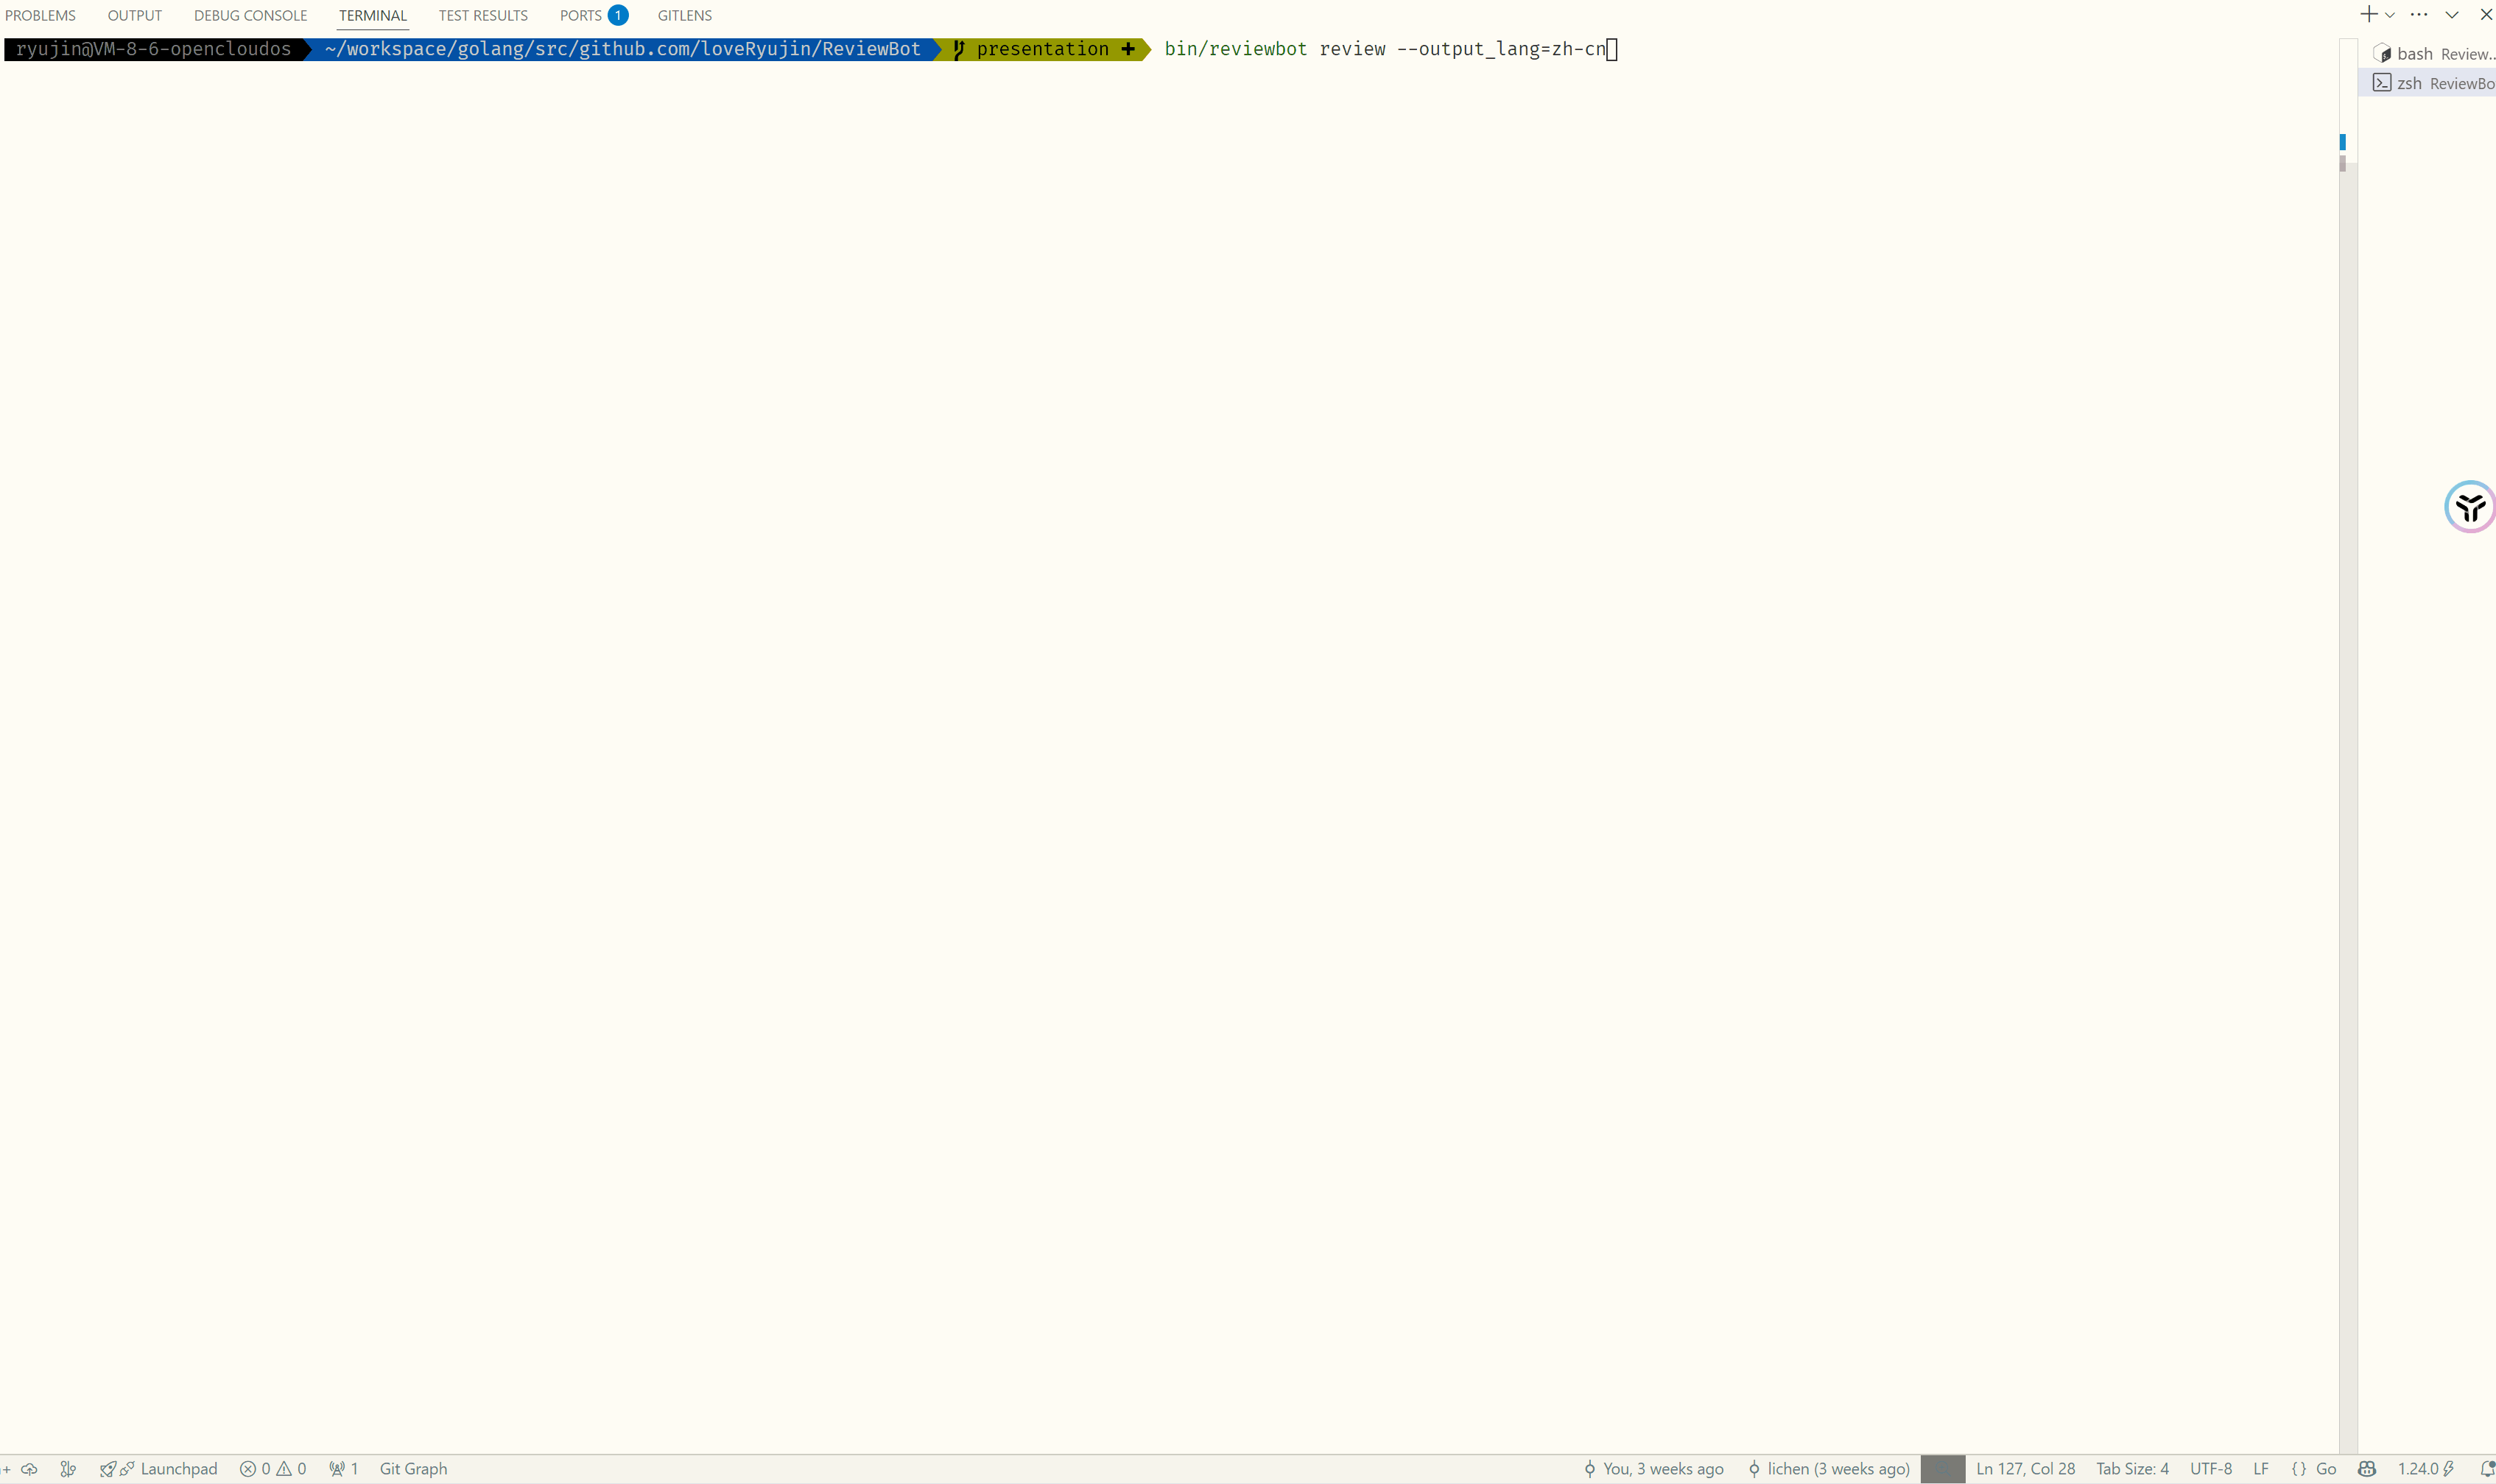 PROBLEMS OUTPUT DEBUG CONSOLE TERMINAL TEST RESULTS PORTS 1 GITLENS
ryujin@VM-8-6-opencloudos ~/workspace/golang/src/github.com/loveRyujin/ReviewBot presentation + bin/reviewbot review --output_lang=zh-cn
bash Review...
zsh ReviewBo
Launchpad 0 0 1 Git Graph You, 3 weeks ago lichen (3 weeks ago) Ln 127, Col 28 Tab Size: 4 UTF-8 LF {} Go 1.24.0